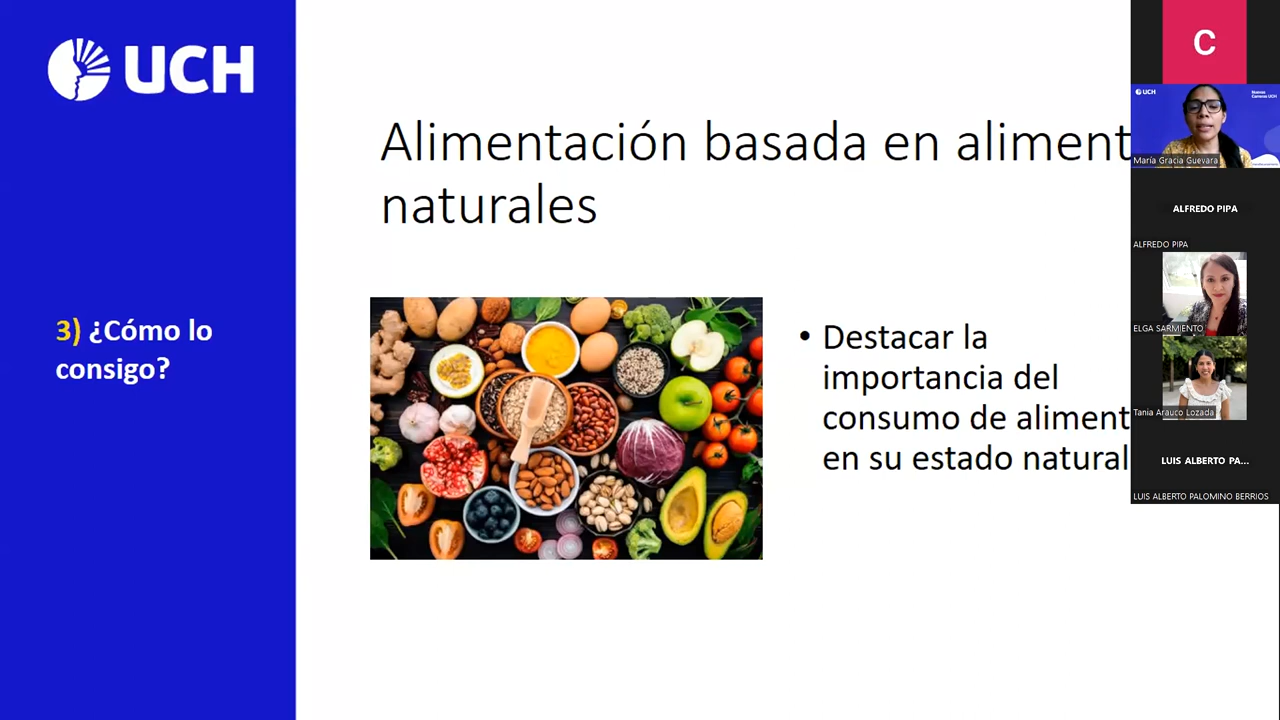 UCH
Alimentación basada en aliment
naturales
3) ¿Cómo lo
consigo?
• Destacar la
importancia del
consumo de aliment
en su estado natural
C
UCH
María Gracia Guevara
ALFREDO PIPA
ALFREDO PIPA
ELGA SARMIENTO
Tania Arauco Lozada
LUIS ALBERTO PA...
LUIS ALBERTO PALOMINO BERRIOS